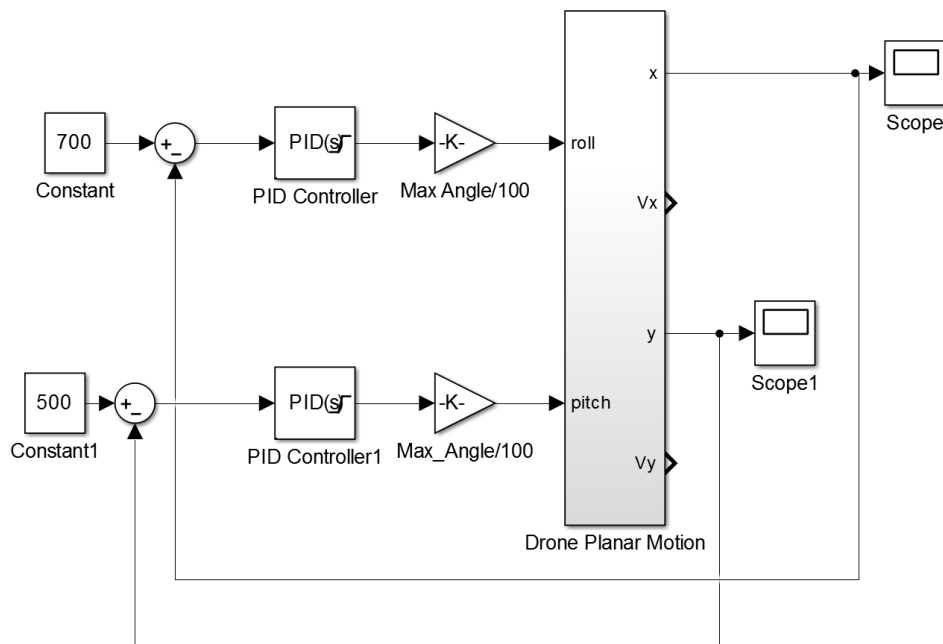 x
Scope
700
+
−
PID(s)
-K-
roll
Constant
PID Controller
Max Angle/100
Vx
y
Scope1
500
+
−
PID(s)
-K-
pitch
Constant1
PID Controller1
Max_Angle/100
Vy
Drone Planar Motion